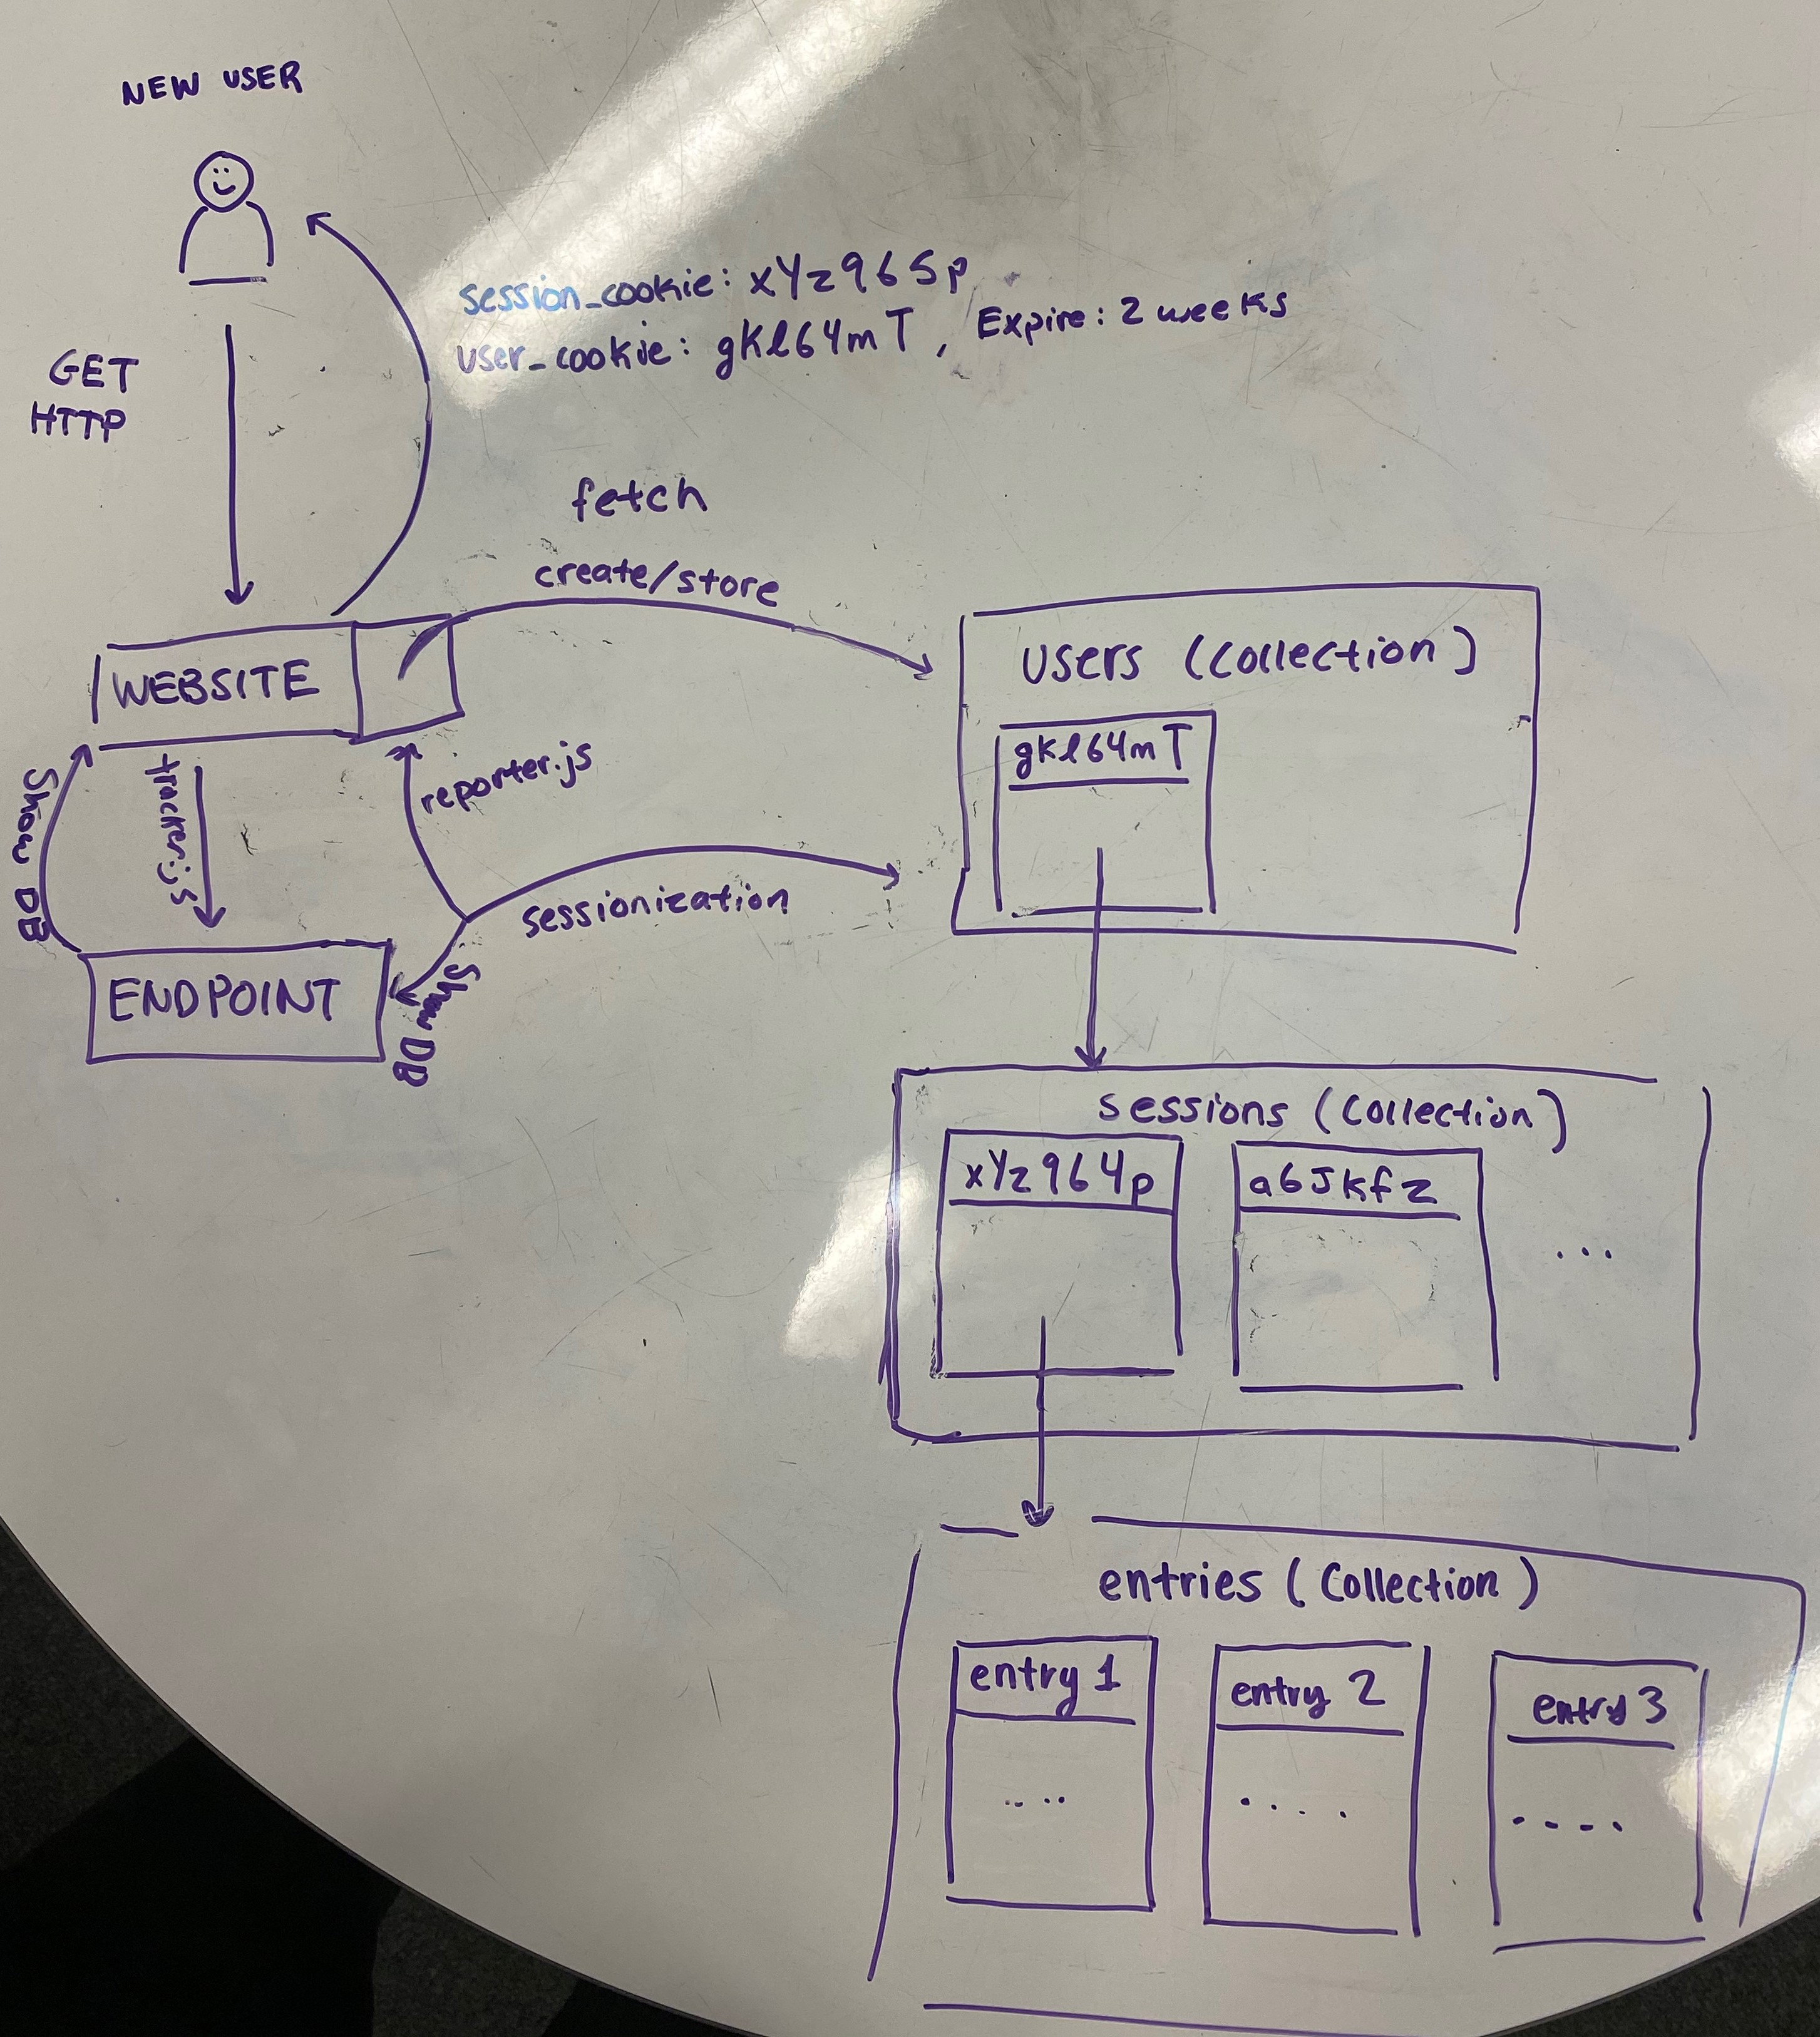 NEW USER
session_cookie: xYz965p
user_cookie: gKl64mT, Expire: 2 weeks
GET
HTTP
fetch
create/store
WEBSITE
users (collection)
gkl64mT
reporter.js
tracker.js
Show DB
sessionization
ENDPOINT
Show DB
sessions (collection)
xYz964p
a6Jkfz
...
entries (collection)
entry 1
....
entry 2
....
entry 3
....